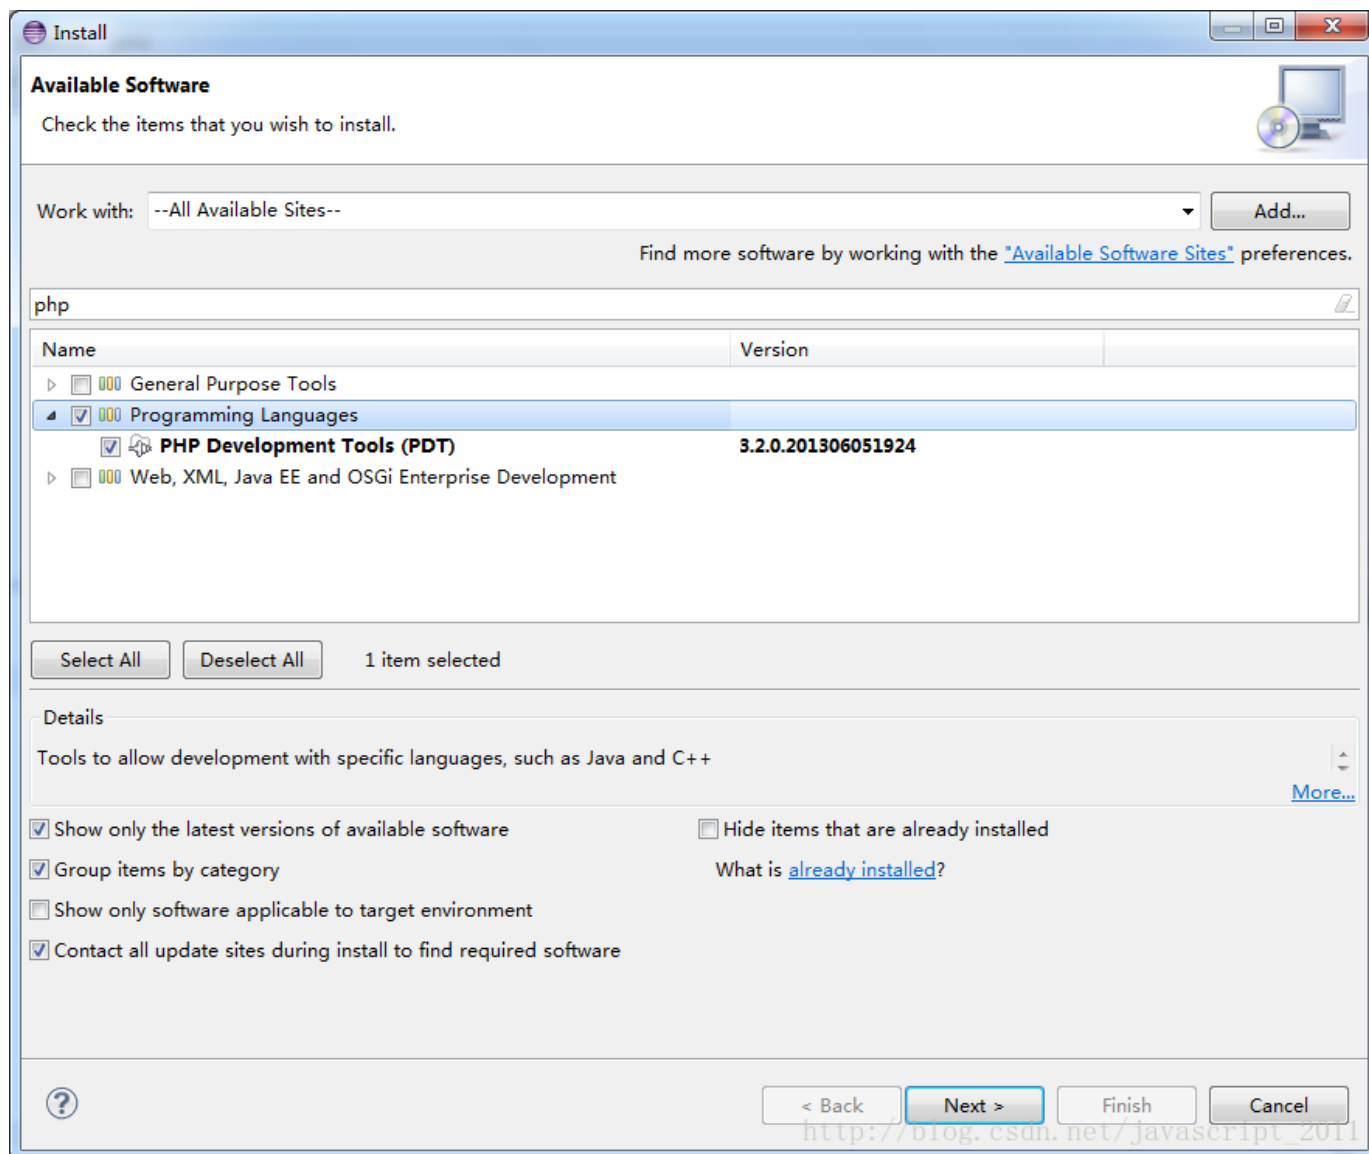 Install
Available Software
Check the items that you wish to install.
Work with: --All Available Sites-- Add...
Find more software by working with the "Available Software Sites" preferences.
php
Name Version
General Purpose Tools
Programming Languages
PHP Development Tools (PDT) 3.2.0.201306051924
Web, XML, Java EE and OSGi Enterprise Development
Select All Deselect All 1 item selected
Details
Tools to allow development with specific languages, such as Java and C++
More...
Show only the latest versions of available software Hide items that are already installed
Group items by category What is already installed?
Show only software applicable to target environment
Contact all update sites during install to find required software
? < Back Next > Finish Cancel
http://blog.csdn.net/javascript_2011